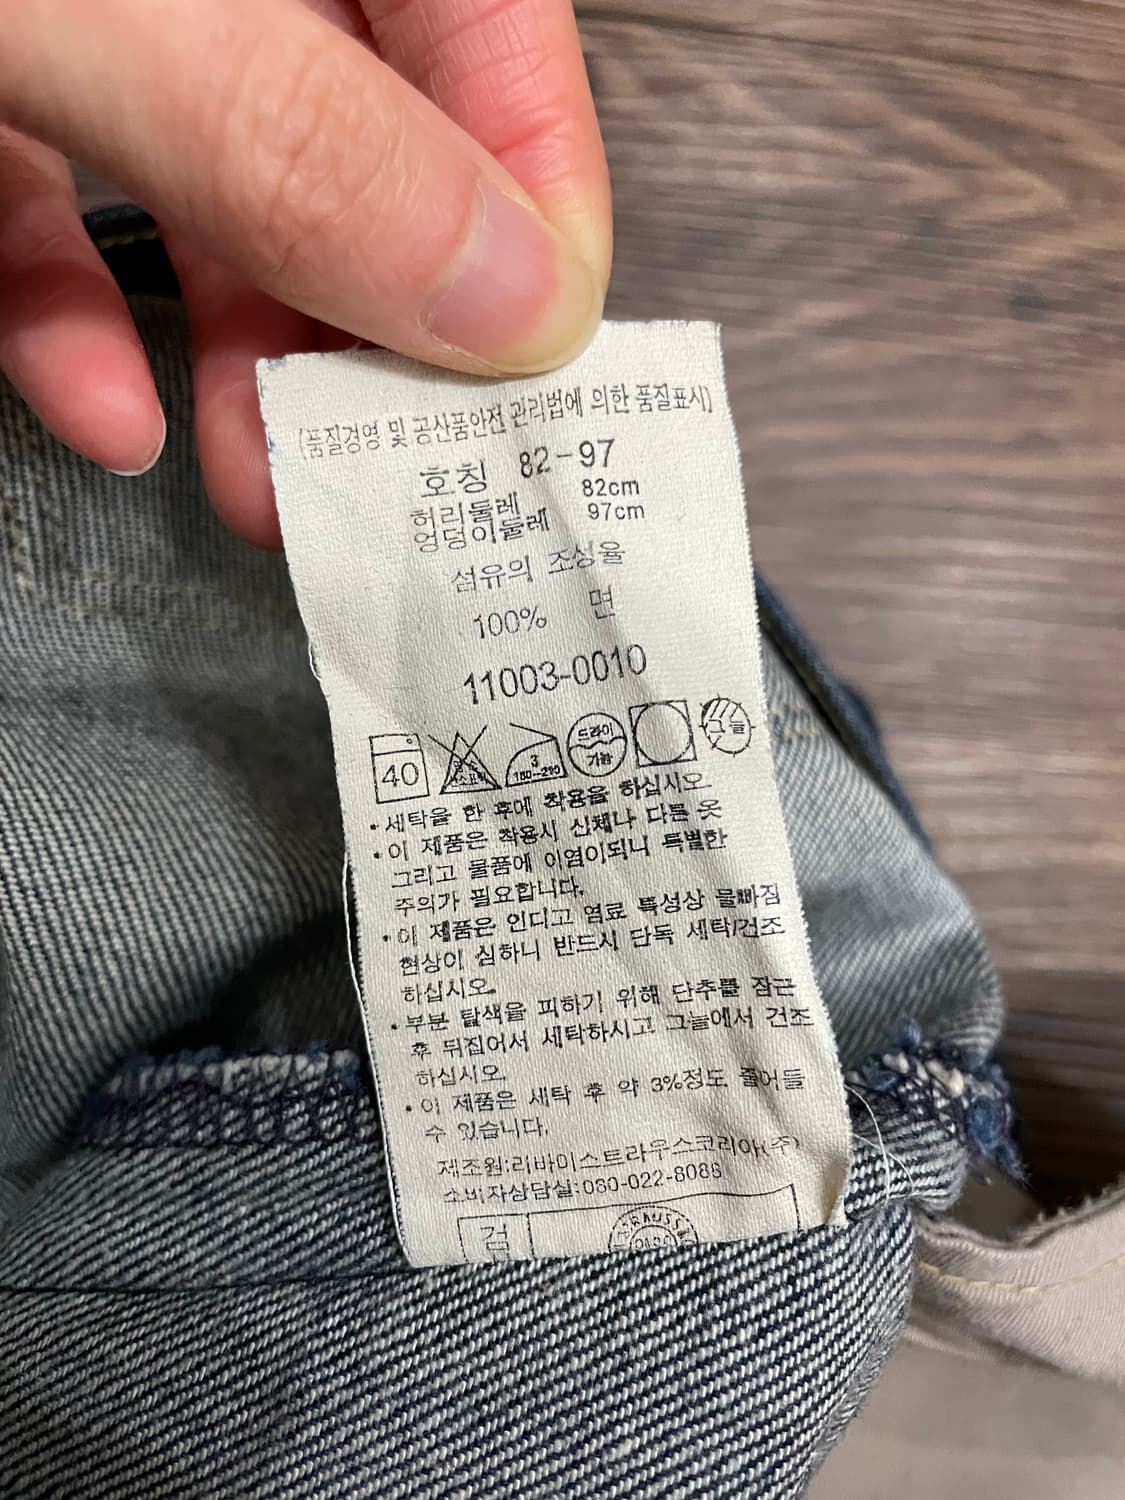 (품질경영 및 공산품안전 관리법에 의한 품질표시)
호칭 82-97
허리둘레 82cm
엉덩이둘레 97cm
섬유의 조성율
100% 면
11003-0010
40
3
180-210
드라이
가능
그늘
• 세탁을 한 후에 착용을 하십시오.
• 이 제품은 착용시 신체나 다른 옷
그리고 물품에 이염이되니 특별한
주의가 필요합니다.
• 이 제품은 인디고 염료 특성상 물빠짐
현상이 심하니 반드시 단독 세탁/건조
하십시오.
• 부분 탈색을 피하기 위해 단추를 잠근
후 뒤집어서 세탁하시고 그늘에서 건조
하십시오.
• 이 제품은 세탁 후 약 3%정도 줄어들
수 있습니다.
제조원:리바이스트라우스코리아(주)
소비자상담실:080-022-8088
검
STRAUSS